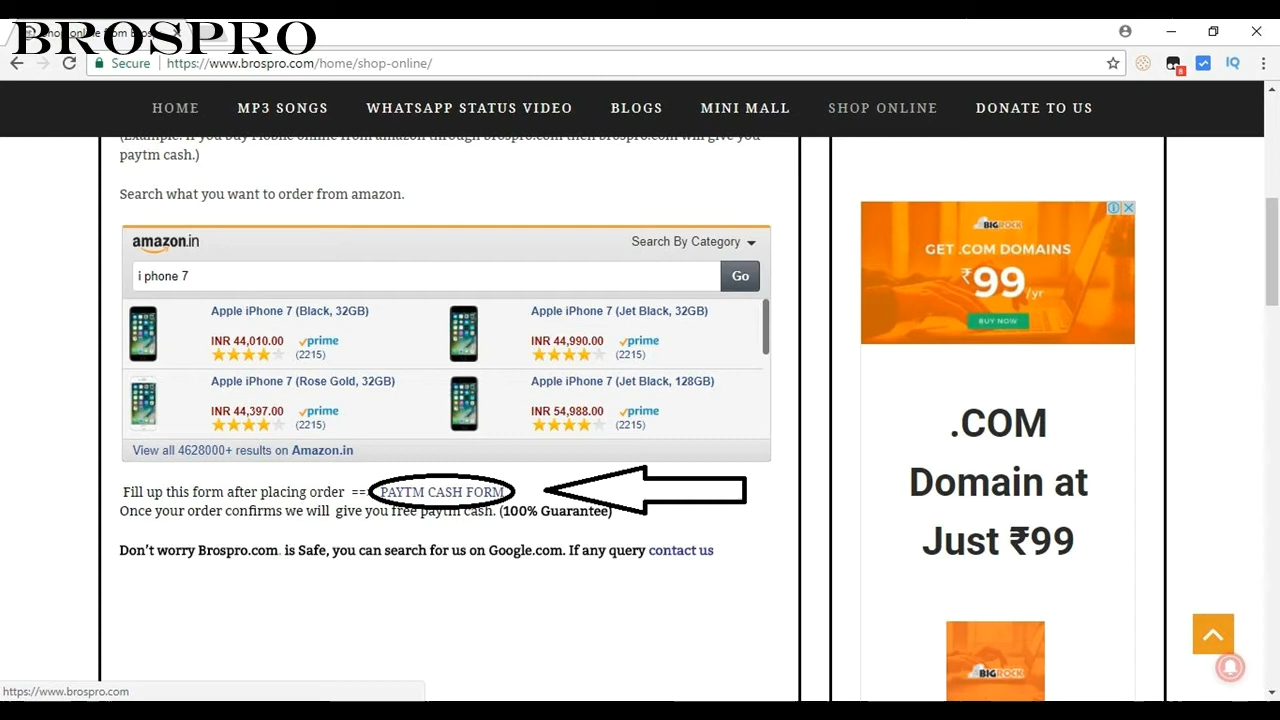 BROSPRO
Secure https://www.brospro.com/home/shop-online/
8
IQ
HOME MP3 SONGS WHATSAPP STATUS VIDEO BLOGS MINI MALL SHOP ONLINE DONATE TO US
(Example: if you buy Mobile online from amazon through brospro.com then brospro.com will give you
paytm cash.)
Search what you want to order from amazon.
amazon.in Search By Category
i phone 7 Go
Apple iPhone 7 (Black, 32GB)
INR 44,010.00 prime
(2215)
Apple iPhone 7 (Jet Black, 32GB)
INR 44,990.00 prime
(2215)
Apple iPhone 7 (Rose Gold, 32GB)
INR 44,397.00 prime
(2215)
Apple iPhone 7 (Jet Black, 128GB)
INR 54,988.00 prime
(2215)
View all 4628000+ results on Amazon.in
Fill up this form after placing order ==> PAYTM CASH FORM
Once your order confirms we will give you free paytm cash. (100% Guarantee)
Don't worry Brospro.com. is Safe, you can search for us on Google.com. If any query contact us
BIGROCK
GET .COM DOMAINS
₹99/yr
BUY NOW
.COM
Domain at
Just ₹99
BIGROCK
https://www.brospro.com